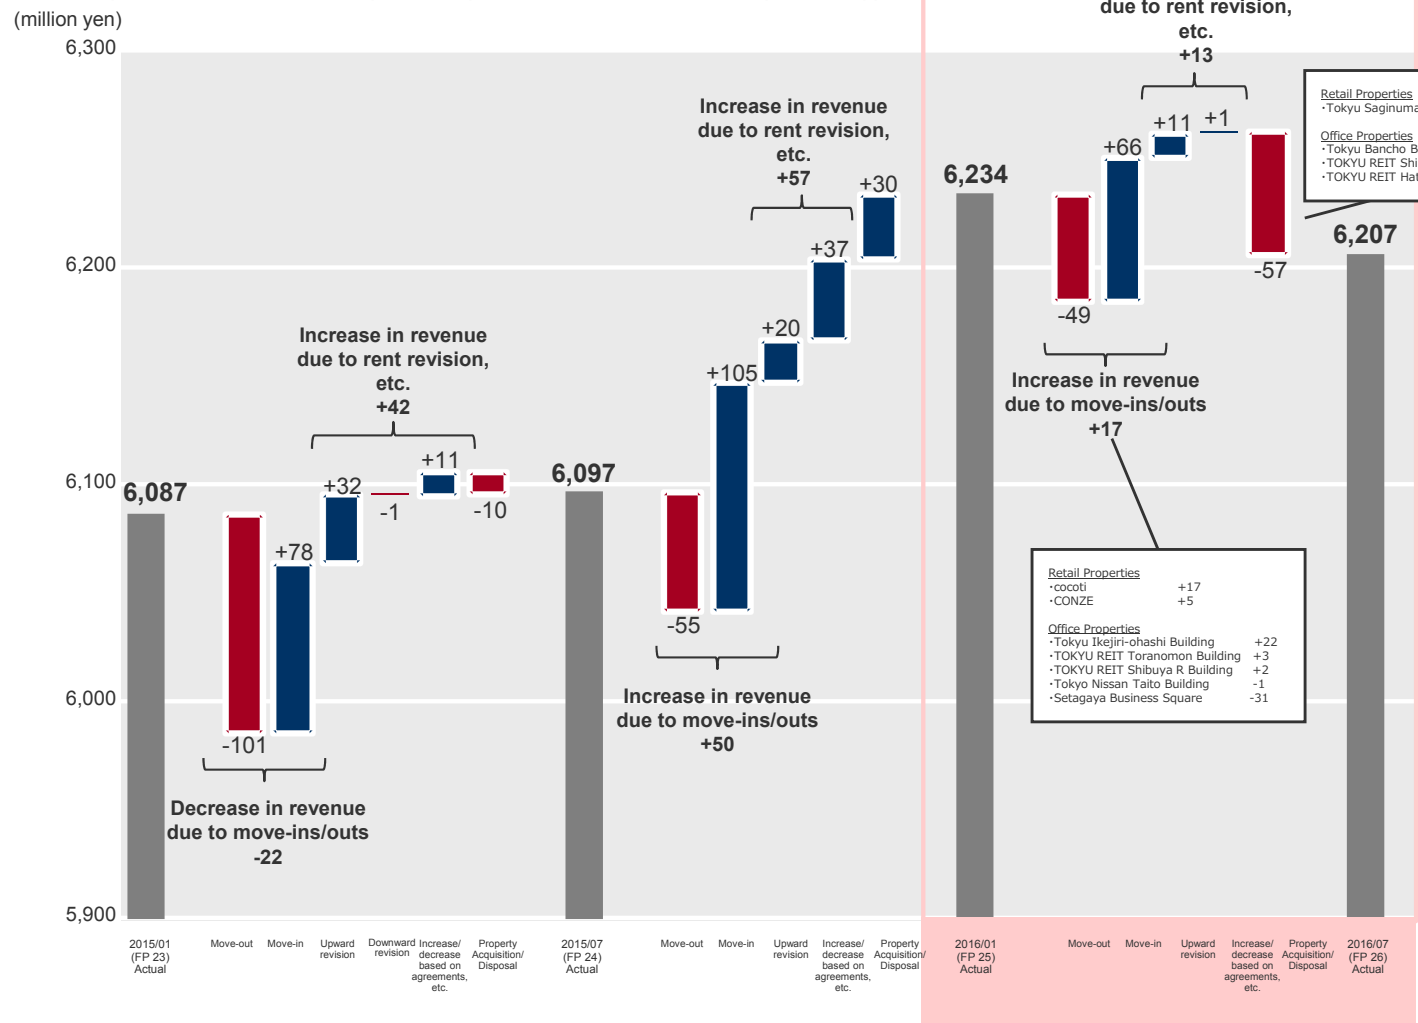 (million yen)
6,300
6,200
6,100
6,000
5,900
6,087
-101
+78
Decrease in revenue
due to move-ins/outs
-22
+32
-1
+11
-10
Increase in revenue
due to rent revision,
etc.
+42
6,097
-55
+105
Increase in revenue
due to move-ins/outs
+50
+20
+37
+30
Increase in revenue
due to rent revision,
etc.
+57
6,234
-49
+66
Increase in revenue
due to move-ins/outs
+17
due to rent revision,
etc.
+13
+11
+1
-57
6,207
Retail Properties
・Tokyu Saginuma
Office Properties
・Tokyu Bancho B
・TOKYU REIT Shi
・TOKYU REIT Hat
Retail Properties
・cocoti +17
・CONZE +5
Office Properties
・Tokyu Ikejiri-ohashi Building +22
・TOKYU REIT Toranomon Building +3
・TOKYU REIT Shibuya R Building +2
・Tokyo Nissan Taito Building -1
・Setagaya Business Square -31
2015/01
(FP 23)
Actual
Move-out
Move-in
Upward
revision
Downward
revision
Increase/
decrease
based on
agreements,
etc.
Property
Acquisition/
Disposal
2015/07
(FP 24)
Actual
Move-out
Move-in
Upward
revision
Increase/
decrease
based on
agreements,
etc.
Property
Acquisition/
Disposal
2016/01
(FP 25)
Actual
Move-out
Move-in
Upward
revision
Increase/
decrease
based on
agreements,
etc.
Property
Acquisition/
Disposal
2016/07
(FP 26)
Actual